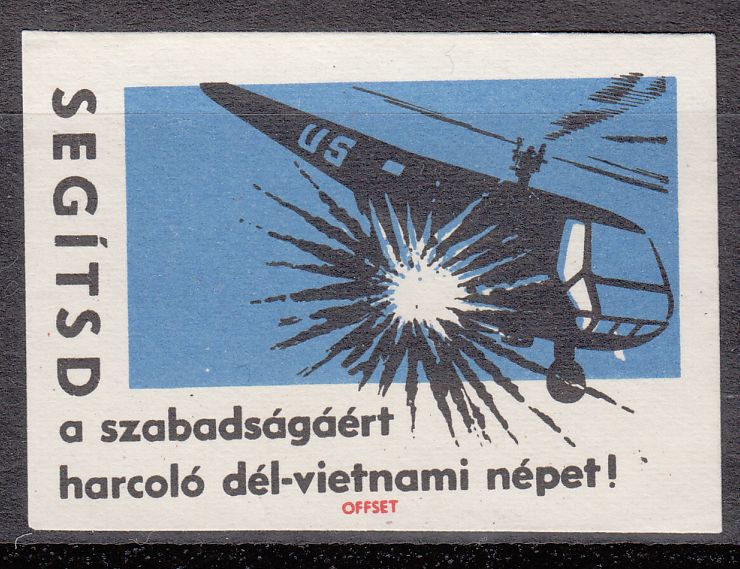 SEGÍTSD
US
a szabadságáért
harcoló dél-vietnami népet!
OFFSET